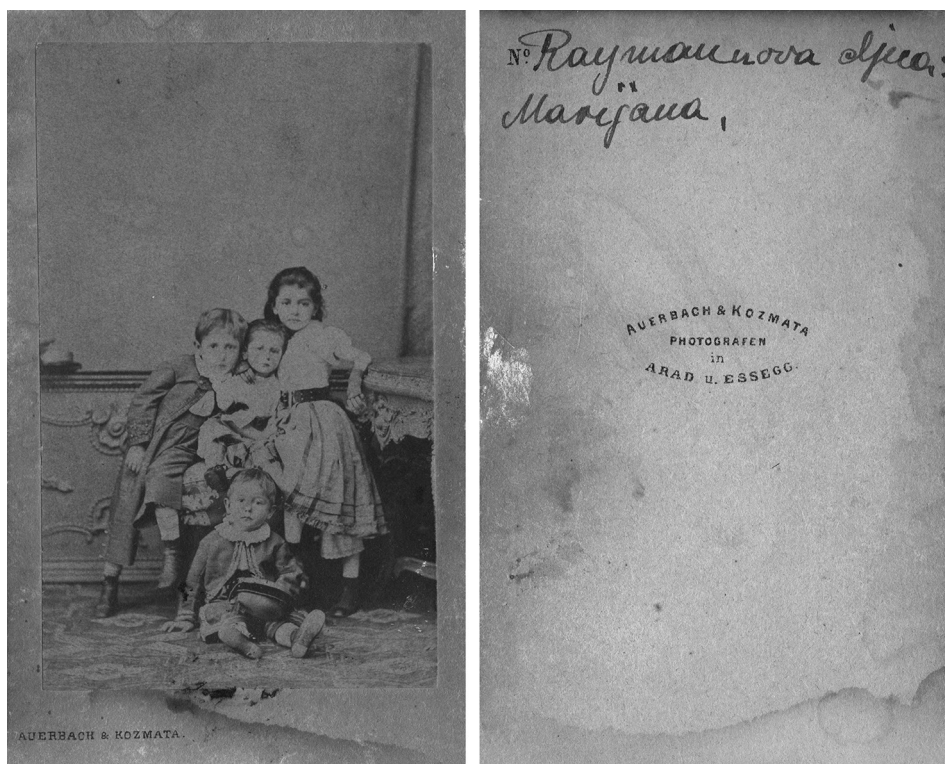 AUERBACH & KOZMATA.
Nº Raymannova djeca:
Marijana,
AUERBACH & KOZMATA
PHOTOGRAFEN
in
ARAD U. ESSEGG.